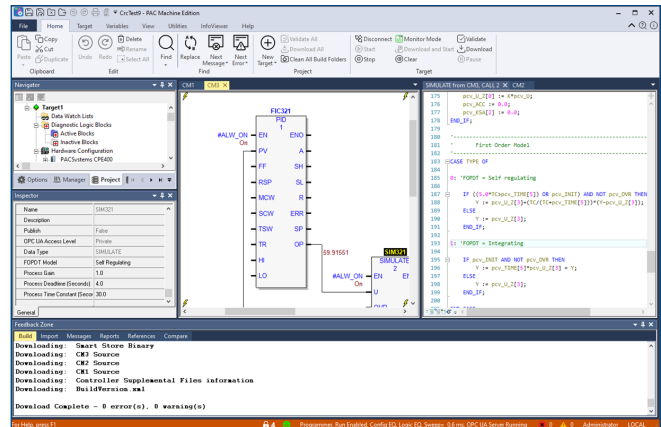 CrcTest9 - PAC Machine Edition
File Home Target Variables View Utilities InfoViewer Help
Paste Copy Cut Duplicate
Clipboard
Undo Redo Delete Rename Select All
Edit
Find Replace Next Message Next Error
Find
New Target Validate All Download All Clean All Build Folders
Project
Disconnect Monitor Mode Validate
Start Download and Start Download
Stop Clear Pause
Target
Navigator
Target1
Data Watch Lists
Diagnostic Logic Blocks
Active Blocks
Inactive Blocks
Hardware Configuration
PACSystems CPE400
Options Manager Project
Inspector
Name SIM321
Description
Publish False
OPC UA Access Level Private
Data Type SIMULATE
FOPDT Model Self Regulating
Process Gain 1.0
Process Deadtime (Seconds) 4.0
Process Time Constant (Secon 30.0
General
CM1 CM3
FIC321
PID
1
#ALW_ON EN ENO
On PV A
FF SH
RSP SL
MCW R
SCW ERR
TSW SP
TR OP 59.91551
HI
LO
SIM321
SIMULATE
2
#ALW_ON EN
On
U
SIMULATE from CM3, CALL 2 CM2
175 pcv_U_Z[0] := K*pcv_U;
176 pcv_ACC := 0.0;
177 pcv_KSA[2] := 0.0;
178 END_IF;
179
180
181 ' First Order Model
182
183 CASE TYPE OF
184
185 0: 'FOPDT = Self regulating
186
187 IF ((5.0*TC>pcv_TIME[5]) OR pcv_INIT) AND NOT pcv_OVR THEN
188 Y := pcv_U_Z[3]+(TC/(TC+pcv_TIME[5]))*(Y-pcv_U_Z[3]);
189 ELSE
190 Y := pcv_U_Z[3];
191 END_IF;
192
193 1: 'FOPDT = Integrating
194
195 IF pcv_INIT AND NOT pcv_OVR THEN
196 Y := pcv_TIME[5]*pcv_U_Z[3] + Y;
197 ELSE
198 Y := pcv_U_Z[3];
199 END_IF;
200
Feedback Zone
Build Import Messages Reports References Compare
Downloading: Smart Store Binary
Downloading: CM3 Source
Downloading: CM2 Source
Downloading: CM1 Source
Downloading: Controller Supplemental Files information
Downloading: BuildVersion.xml
Download Complete - 0 error(s), 0 warning(s)
For Help, press F1 4 Programmer, Run Enabled, Config EQ, Logic EQ, Sweep= 0.6 ms, OPC UA Server Running 0 0 Administrator LOCAL